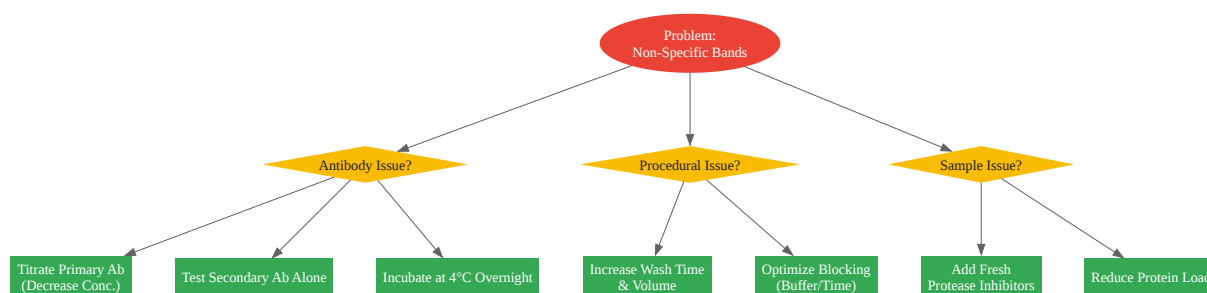 Problem:
Non-Specific Bands
Antibody Issue?
Procedural Issue?
Sample Issue?
Titrate Primary Ab
(Decrease Conc.)
Test Secondary Ab Alone
Incubate at 4°C Overnight
Increase Wash Time
& Volume
Optimize Blocking
(Buffer/Time)
Add Fresh
Protease Inhibitors
Reduce Protein Load